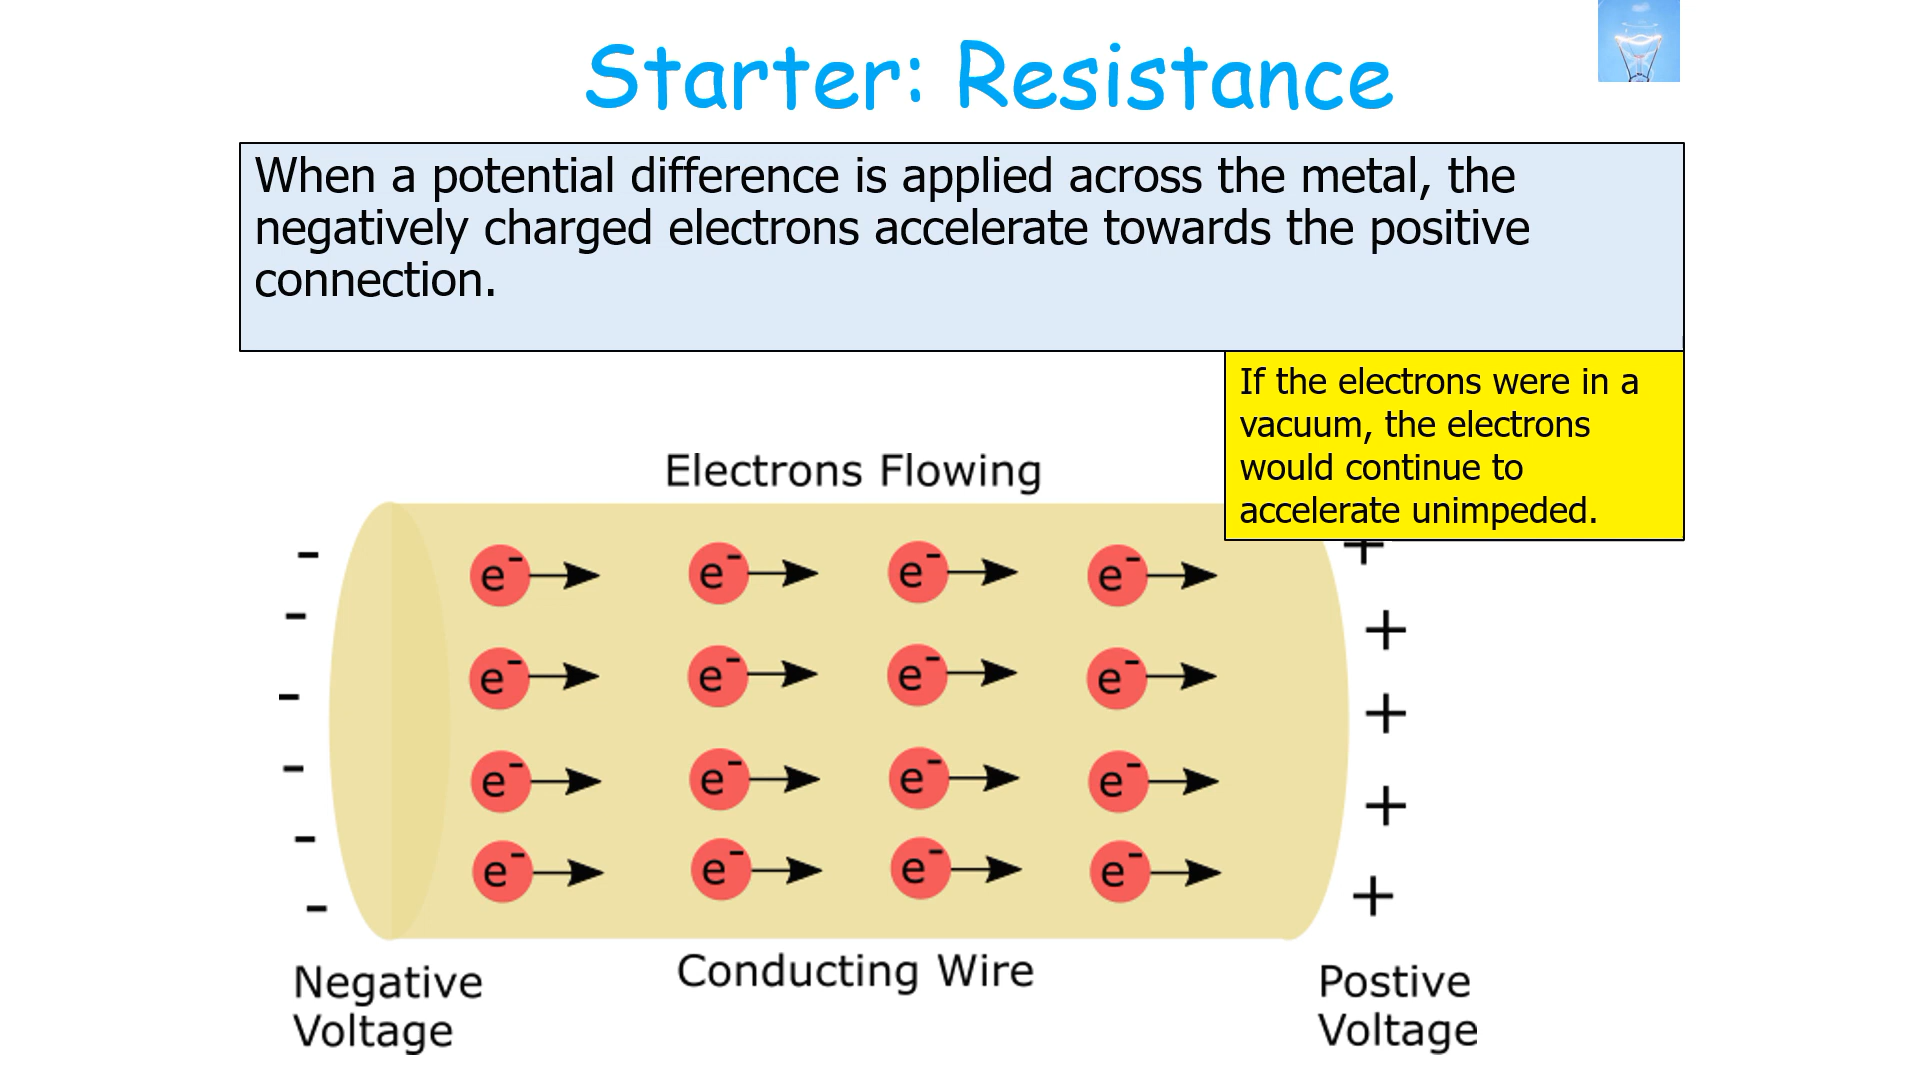 Starter: Resistance
When a potential difference is applied across the metal, the
negatively charged electrons accelerate towards the positive
connection.
If the electrons were in a
vacuum, the electrons
would continue to
accelerate unimpeded.
Electrons Flowing
- +
e- e- e- e-
- +
e- e- e- e-
- +
- +
e- e- e- e-
- +
e- e- e- e-
-
Conducting Wire
Negative
Voltage
Postive
Voltage